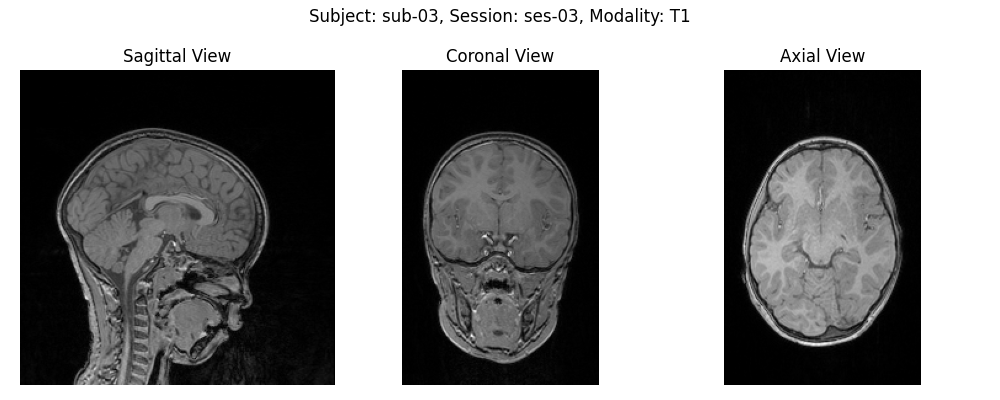 Subject: sub-03, Session: ses-03, Modality: T1
Sagittal View
Coronal View
Axial View